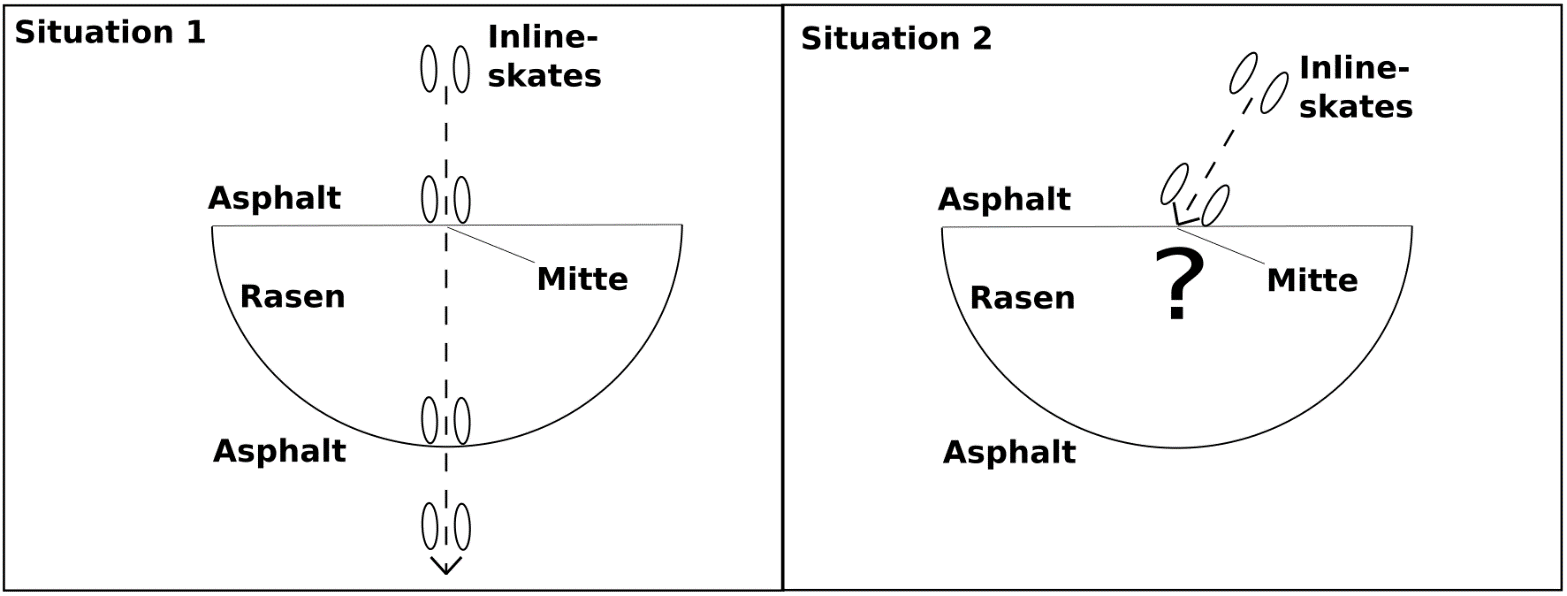 Situation 1
Inline-
skates
Asphalt
Mitte
Rasen
Asphalt
Situation 2
Inline-
skates
Asphalt
?
Mitte
Rasen
Asphalt